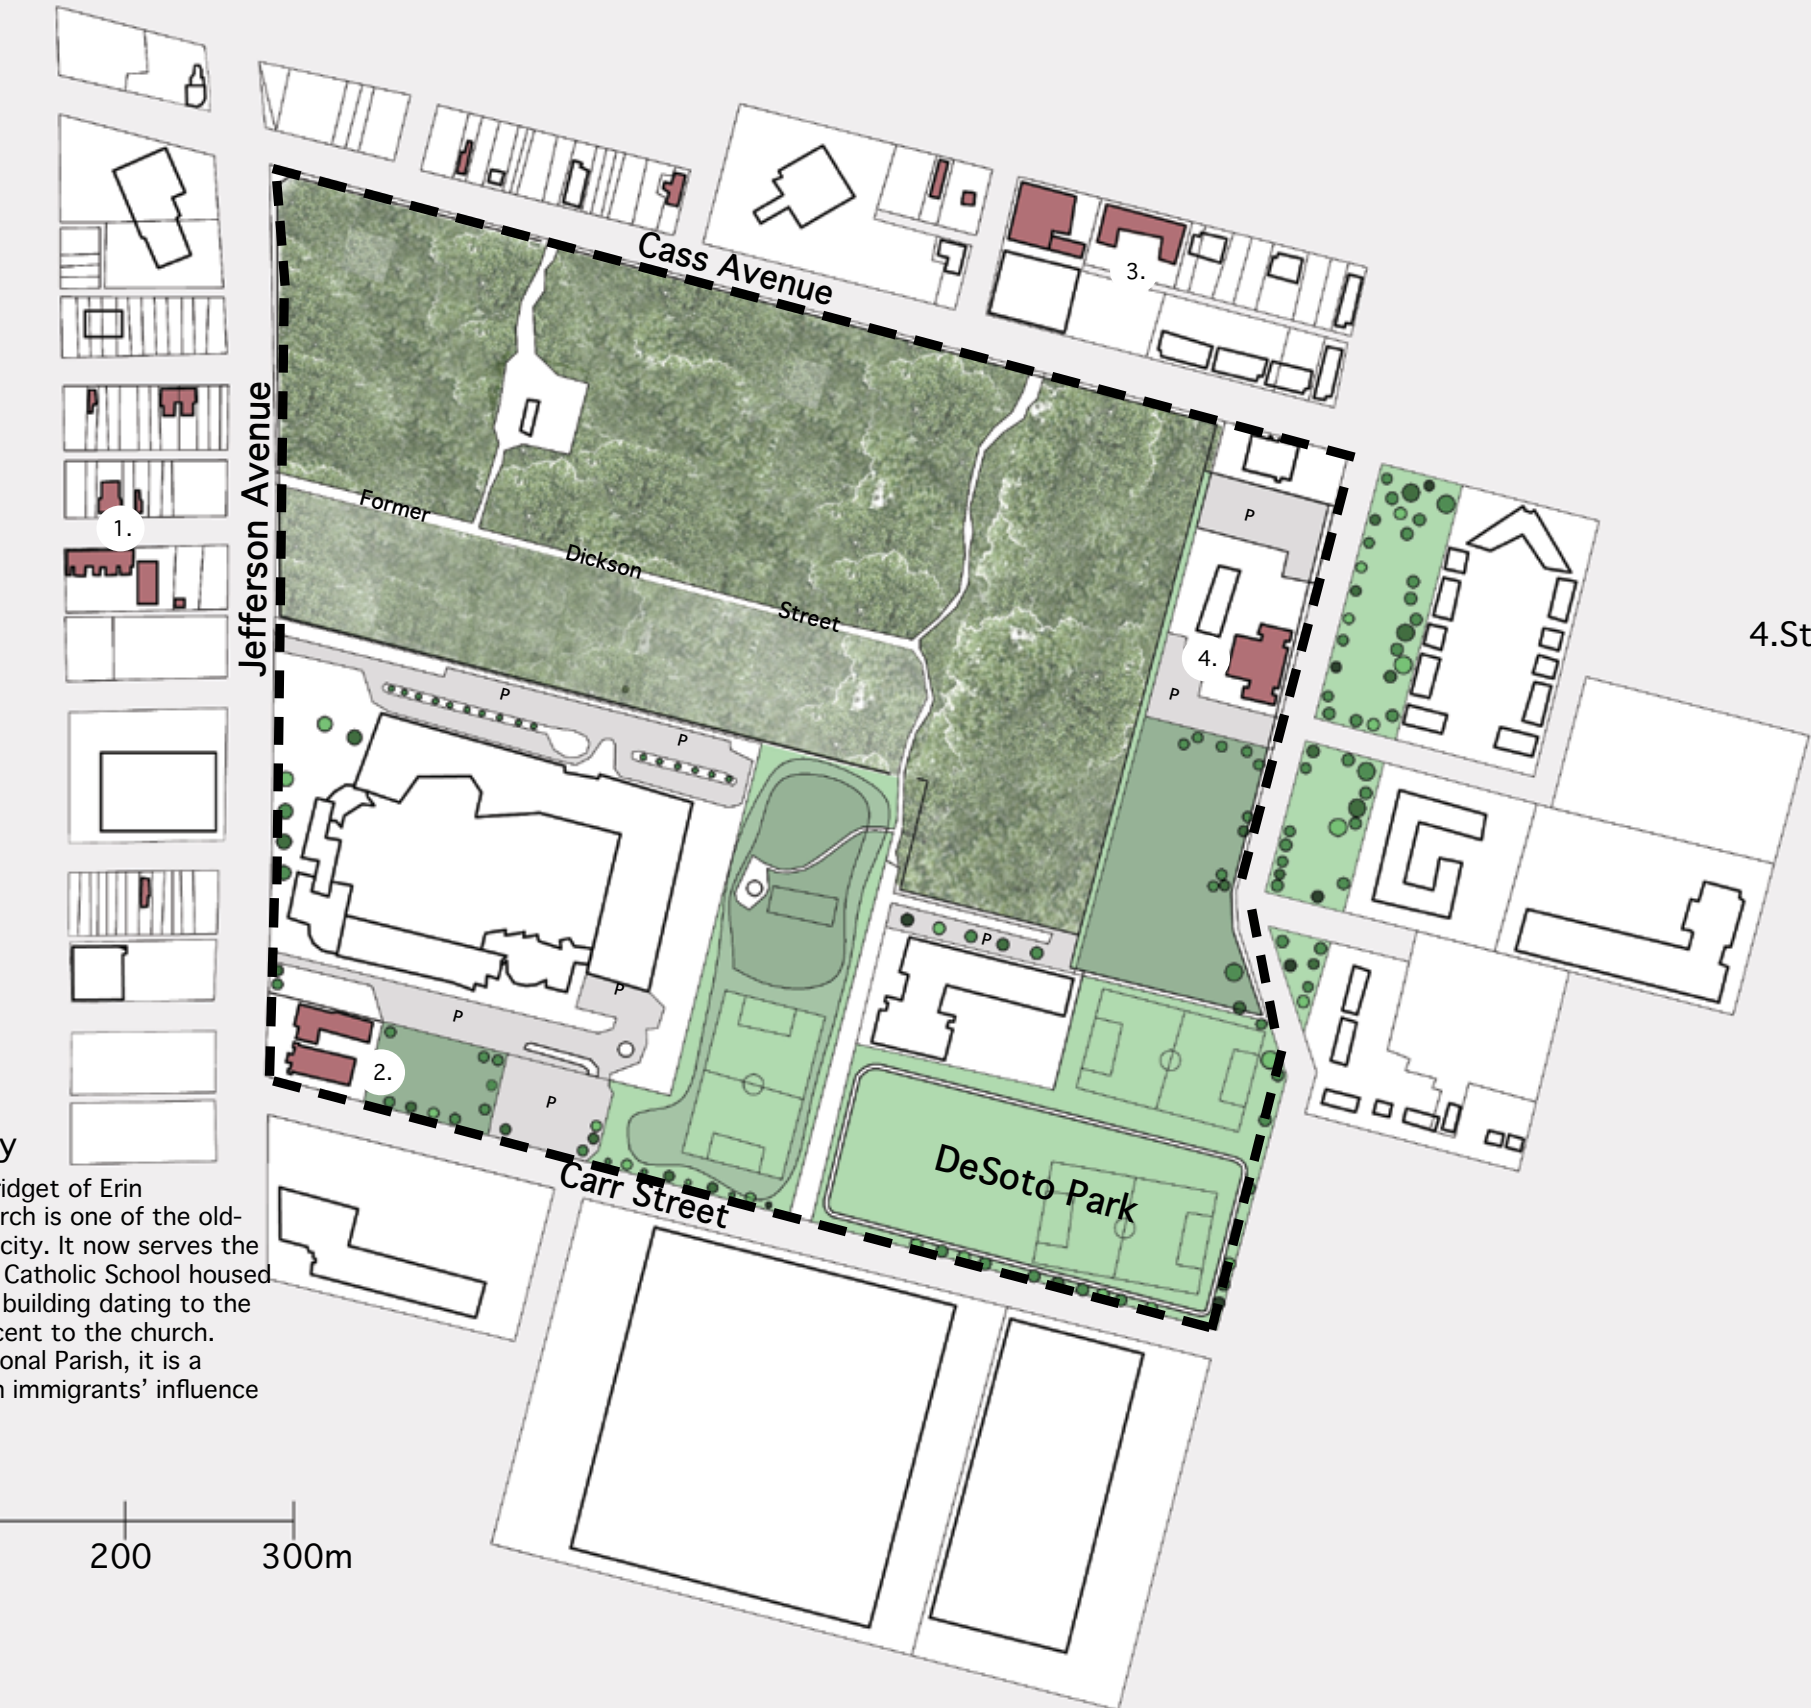 Cass Avenue
3.
Jefferson Avenue
Former
Dickson
Street
1.
P
4.
P
4.St
P
P
P
P
P
2.
P
DeSoto Park
Carr Street
y
idget of Erin
rch is one of the old-
city. It now serves the
Catholic School housed
building dating to the
cent to the church.
onal Parish, it is a
n immigrants’ influence
200
300m